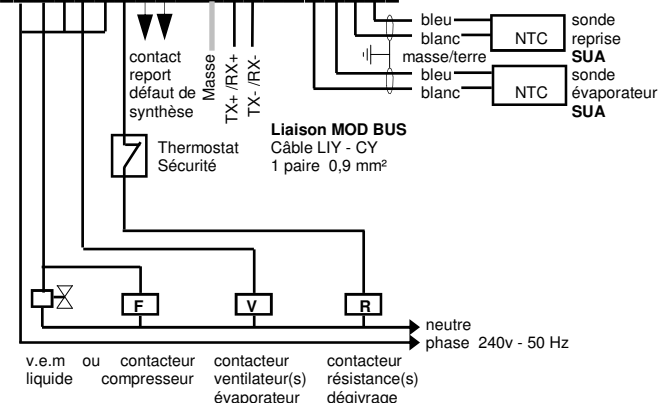 bleu
blanc
masse/terre
bleu
blanc
NTC
NTC
sonde
reprise
SUA
sonde
évaporateur
SUA
contact
report
défaut de
synthèse
Masse
TX+ /RX+
TX- /RX-
Liaison MOD BUS
Câble LIY - CY
1 paire 0,9 mm²
Thermostat
Sécurité
F
V
R
neutre
phase 240v - 50 Hz
v.e.m ou contacteur
liquide compresseur
contacteur
ventilateur(s)
évaporateur
contacteur
résistance(s)
dégivrage